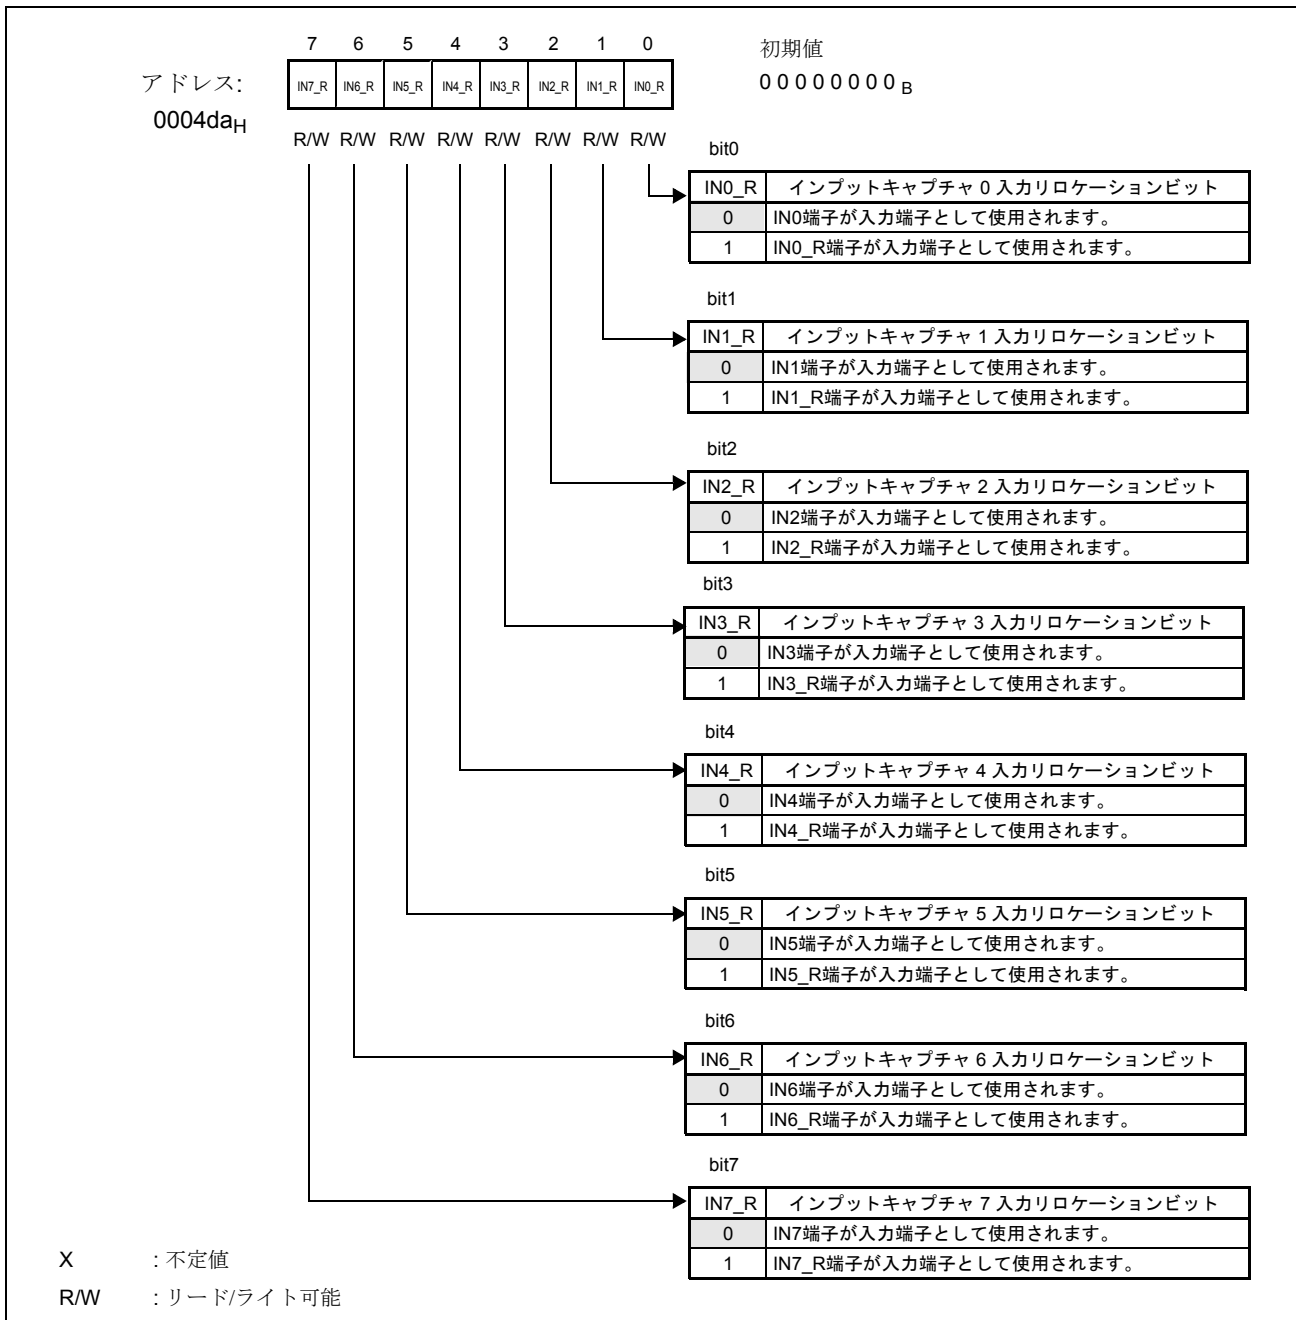 7 6 5 4 3 2 1 0
初期値
アドレス:
IN7_R IN6_R IN5_R IN4_R IN3_R IN2_R IN1_R IN0_R
0 0 0 0 0 0 0 0 B
0004daH
R/W R/W R/W R/W R/W R/W R/W R/W
bit0
IN0_R インプットキャプチャ 0 入力リロケーションビット
0 IN0端子が入力端子として使用されます。
1 IN0_R端子が入力端子として使用されます。
bit1
IN1_R インプットキャプチャ 1 入力リロケーションビット
0 IN1端子が入力端子として使用されます。
1 IN1_R端子が入力端子として使用されます。
bit2
IN2_R インプットキャプチャ 2 入力リロケーションビット
0 IN2端子が入力端子として使用されます。
1 IN2_R端子が入力端子として使用されます。
bit3
IN3_R インプットキャプチャ 3 入力リロケーションビット
0 IN3端子が入力端子として使用されます。
1 IN3_R端子が入力端子として使用されます。
bit4
IN4_R インプットキャプチャ 4 入力リロケーションビット
0 IN4端子が入力端子として使用されます。
1 IN4_R端子が入力端子として使用されます。
bit5
IN5_R インプットキャプチャ 5 入力リロケーションビット
0 IN5端子が入力端子として使用されます。
1 IN5_R端子が入力端子として使用されます。
bit6
IN6_R インプットキャプチャ 6 入力リロケーションビット
0 IN6端子が入力端子として使用されます。
1 IN6_R端子が入力端子として使用されます。
bit7
IN7_R インプットキャプチャ 7 入力リロケーションビット
0 IN7端子が入力端子として使用されます。
1 IN7_R端子が入力端子として使用されます。
X : 不定値
R/W : リード/ライト可能